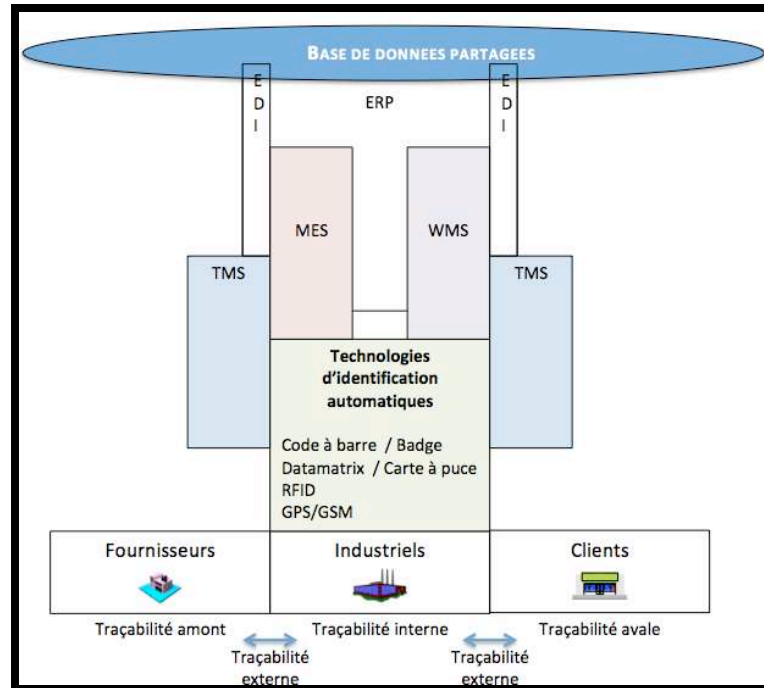 BASE DE DONNEES PARTAGEES
E
D
I
ERP
E
D
I
MES
WMS
TMS
TMS
Technologies
d'identification
automatiques
Code à barre / Badge
Datamatrix / Carte à puce
RFID
GPS/GSM
Fournisseurs
Industriels
Clients
Traçabilité amont
Traçabilité interne
Traçabilité avale
Traçabilité
externe
Traçabilité
externe